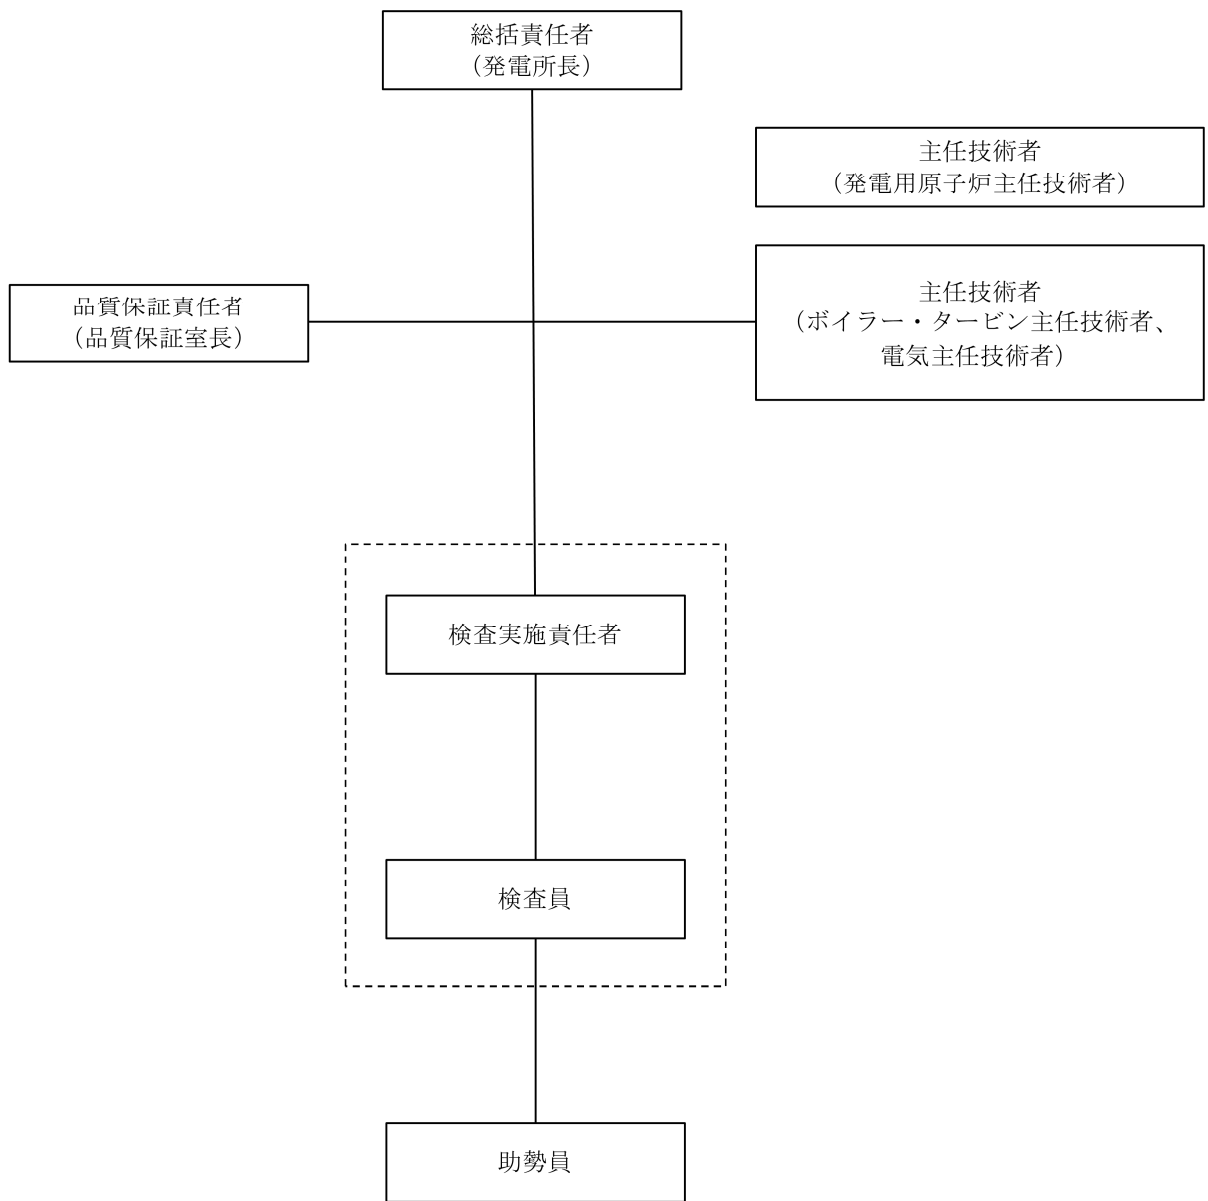 総括責任者
(発電所長)
主任技術者
(発電用原子炉主任技術者)
品質保証責任者
(品質保証室長)
主任技術者
(ボイラー・タービン主任技術者、
電気主任技術者)
検査実施責任者
検査員
助勢員